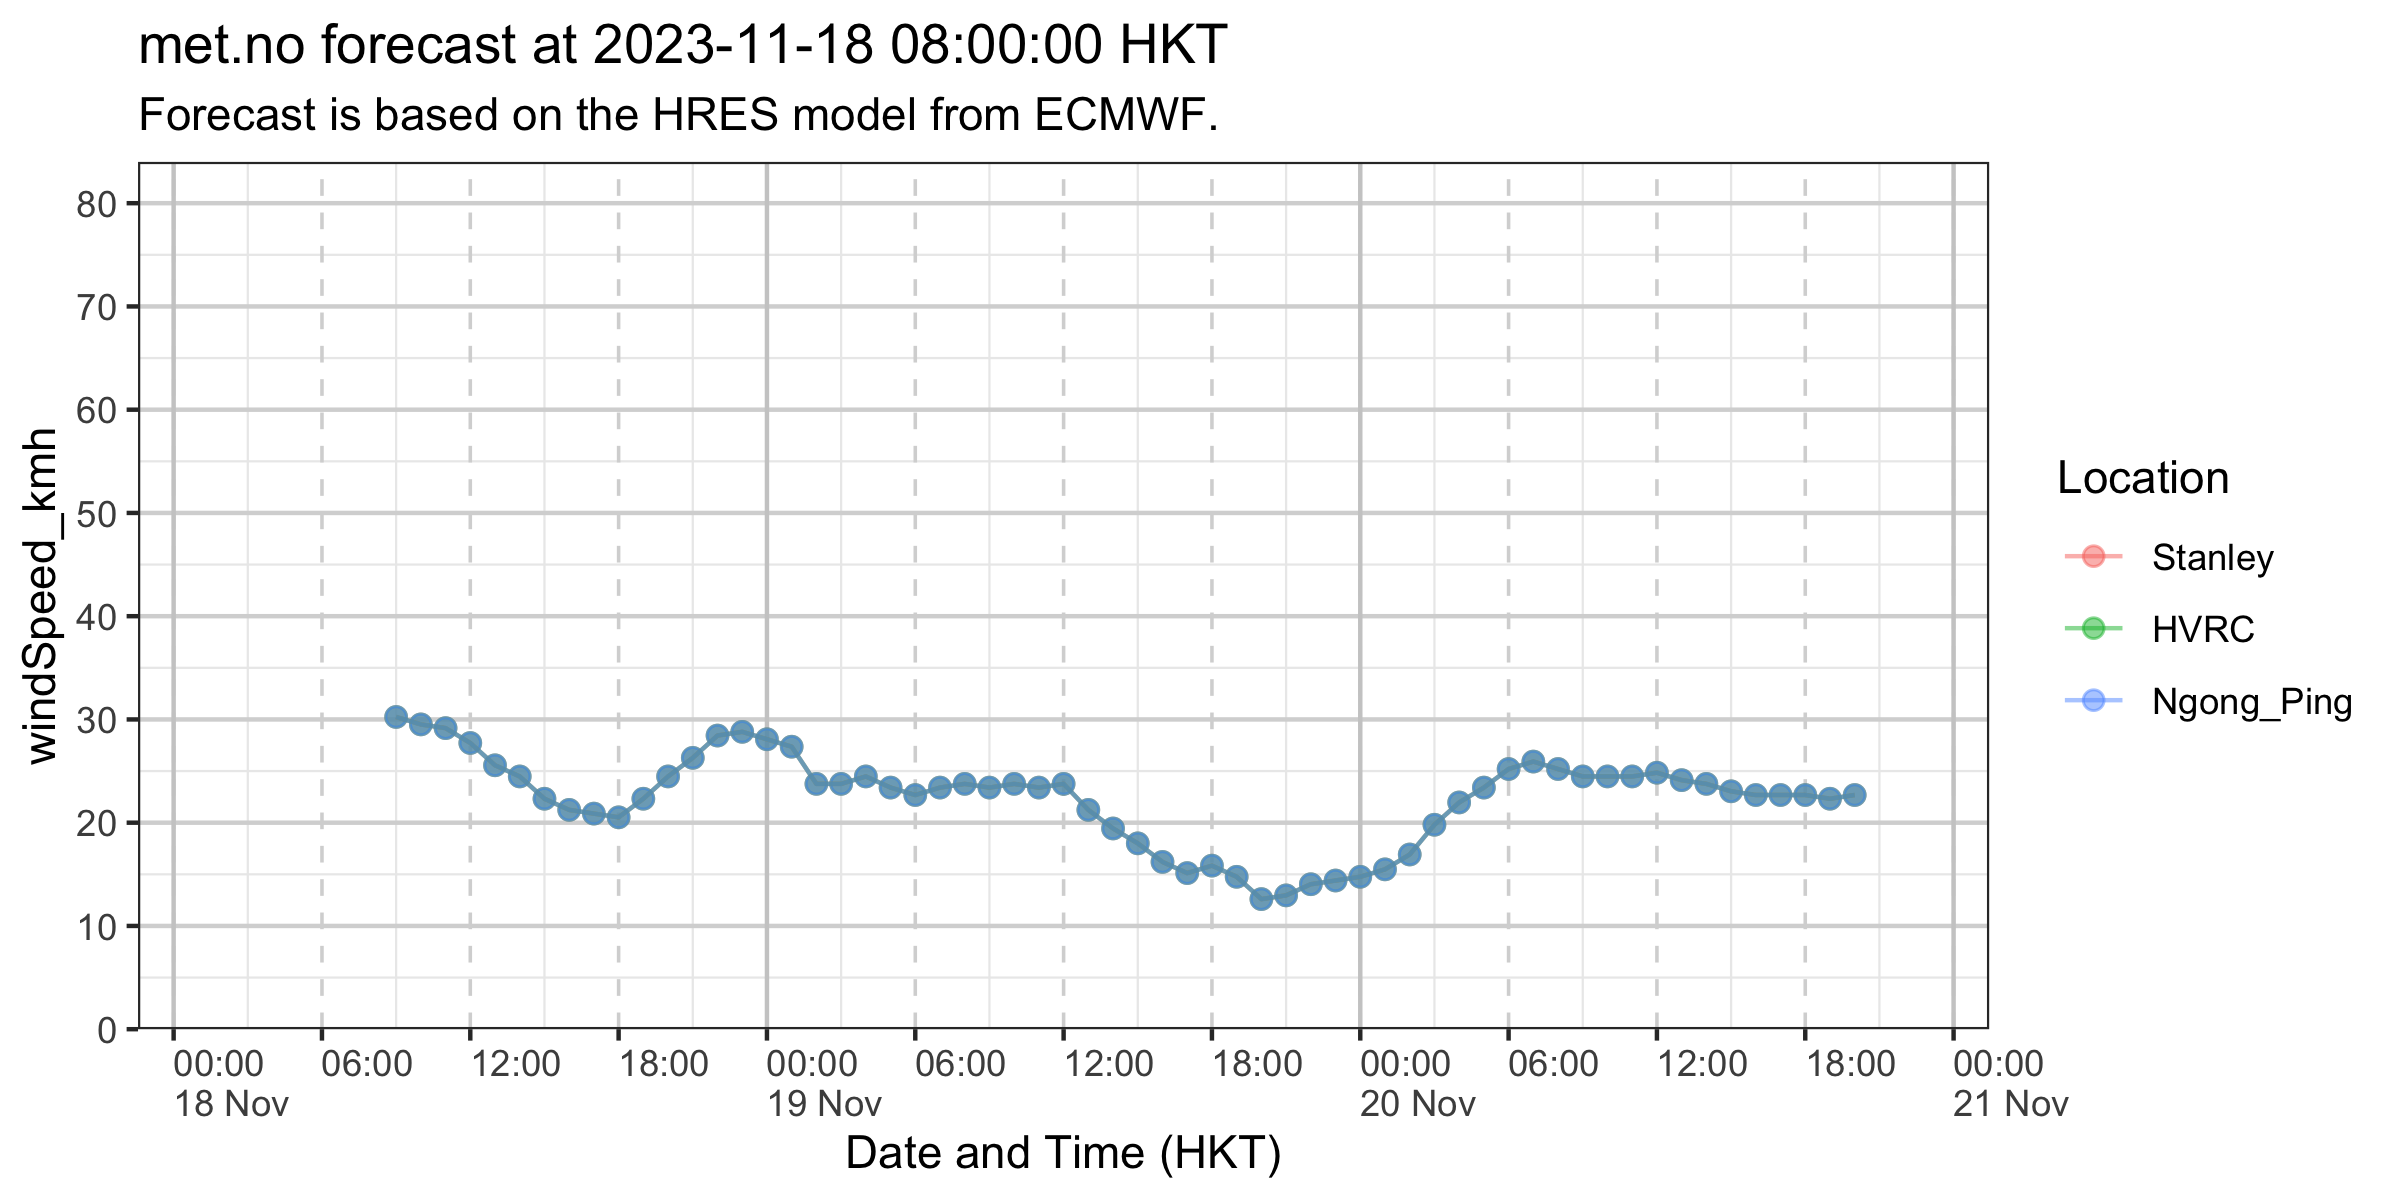 met.no forecast at 2023-11-18 08:00:00 HKT
Forecast is based on the HRES model from ECMWF.
windSpeed_kmh
80
70
60
50
40
30
20
10
0
00:00 06:00 12:00 18:00 00:00 06:00 12:00 18:00 00:00 06:00 12:00 18:00 00:00
18 Nov 19 Nov 20 Nov 21 Nov
Date and Time (HKT)
Location
Stanley
HVRC
Ngong_Ping